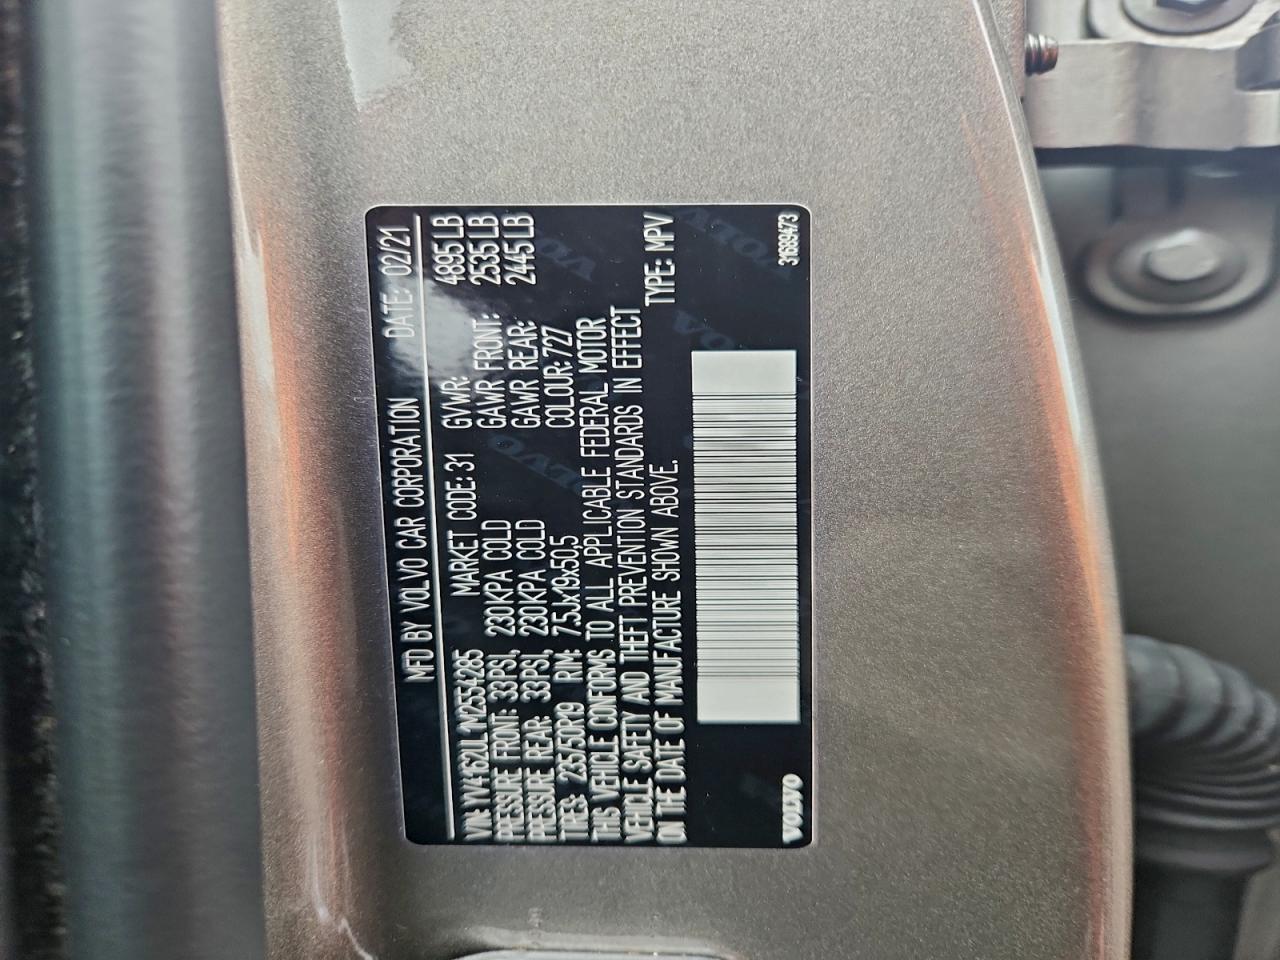 MFD BY VOLVO CAR CORPORATION DATE: 02/21
VIN: YV4162UL1M2554285 MARKET CODE: 31 GVWR: 4895 LB
PRESSURE FRONT: 33PSI, 230KPA COLD GAWR FRONT: 2535 LB
PRESSURE REAR: 33PSI, 230KPA COLD GAWR REAR: 2445 LB
TIRES: 235/50R19 RIM: 7.5Jx19x50.5 COLOUR: 727
THIS VEHICLE CONFORMS TO ALL APPLICABLE FEDERAL MOTOR
VEHICLE SAFETY AND THEFT PREVENTION STANDARDS IN EFFECT
ON THE DATE OF MANUFACTURE SHOWN ABOVE. TYPE: MPV
VOLVO 31689473